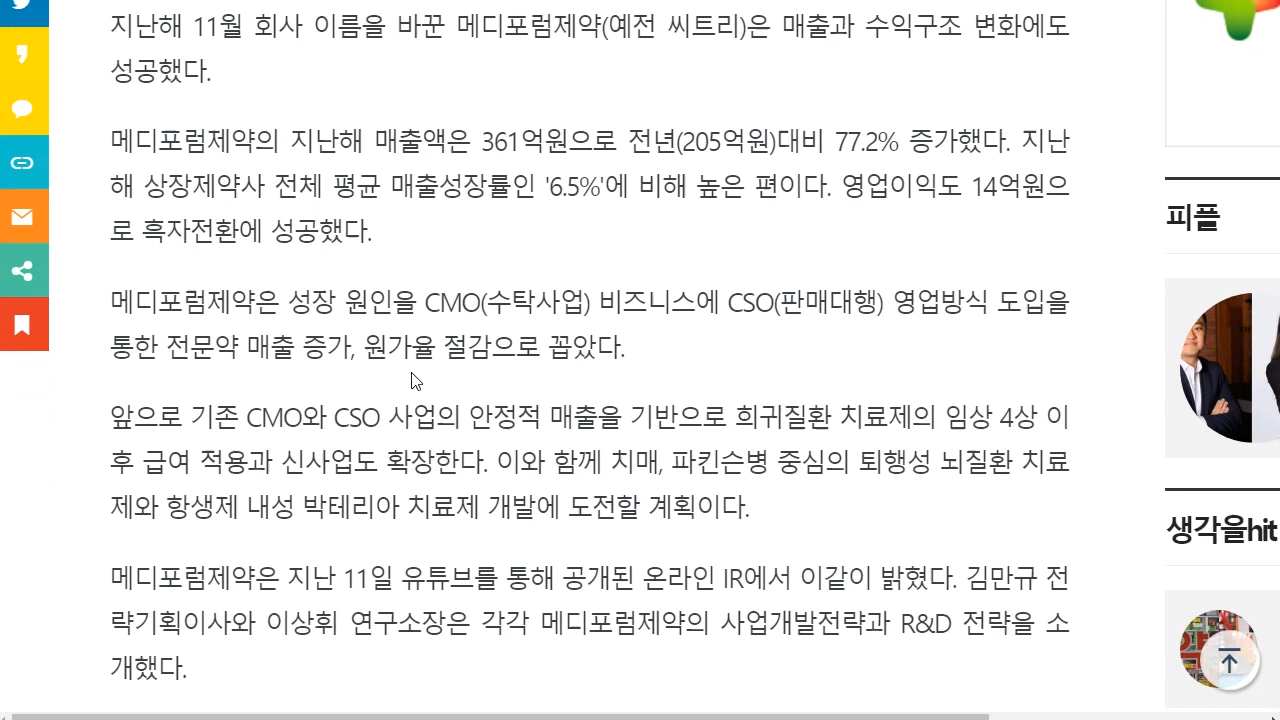 지난해 11월 회사 이름을 바꾼 메디포럼제약(예전 씨트리)은 매출과 수익구조 변화에도
성공했다.
메디포럼제약의 지난해 매출액은 361억원으로 전년(205억원)대비 77.2% 증가했다. 지난
해 상장제약사 전체 평균 매출성장률인 '6.5%'에 비해 높은 편이다. 영업이익도 14억원으
로 흑자전환에 성공했다.
메디포럼제약은 성장 원인을 CMO(수탁사업) 비즈니스에 CSO(판매대행) 영업방식 도입을
통한 전문약 매출 증가, 원가율 절감으로 꼽았다.
앞으로 기존 CMO와 CSO 사업의 안정적 매출을 기반으로 희귀질환 치료제의 임상 4상 이
후 급여 적용과 신사업도 확장한다. 이와 함께 치매, 파킨슨병 중심의 퇴행성 뇌질환 치료
제와 항생제 내성 박테리아 치료제 개발에 도전할 계획이다.
메디포럼제약은 지난 11일 유튜브를 통해 공개된 온라인 IR에서 이같이 밝혔다. 김만규 전
략기획이사와 이상휘 연구소장은 각각 메디포럼제약의 사업개발전략과 R&D 전략을 소
개했다.
피플
생각을hit